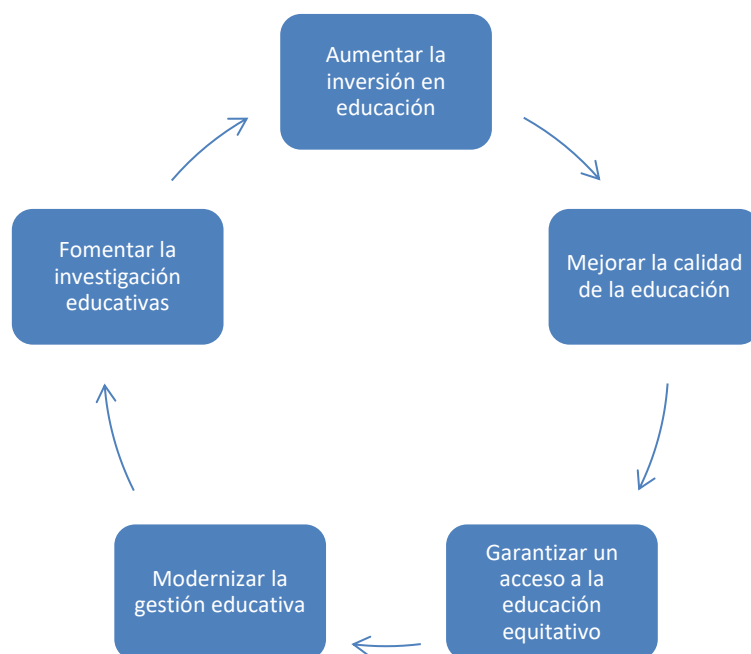 Aumentar la
inversión en
educación
Mejorar la calidad
de la educación
Garantizar un
acceso a la
educación
equitativo
Modernizar la
gestión educativa
Fomentar la
investigación
educativas